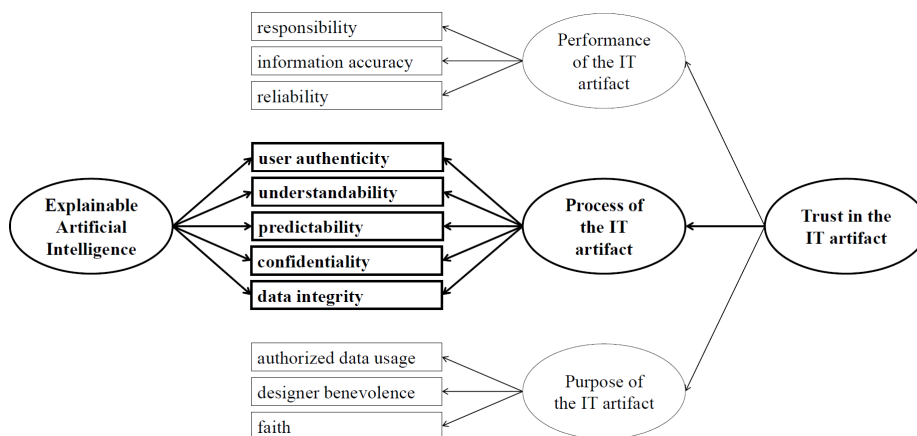 responsibility
information accuracy
reliability
Performance
of the IT
artifact
user authenticity
understandability
predictability
confidentiality
data integrity
Explainable
Artificial
Intelligence
Process of
the IT
artifact
Trust in the
IT artifact
authorized data usage
designer benevolence
faith
Purpose of
the IT artifact